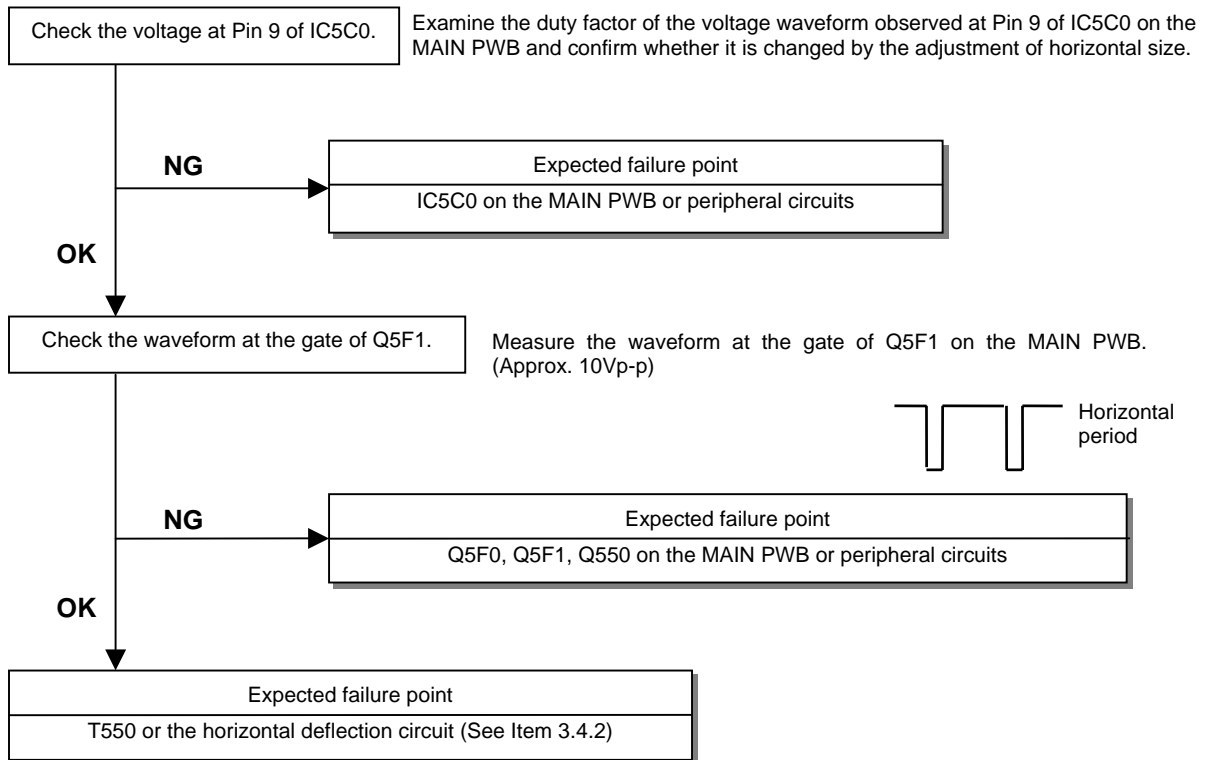 Check the voltage at Pin 9 of IC5C0.
Examine the duty factor of the voltage waveform observed at Pin 9 of IC5C0 on the
MAIN PWB and confirm whether it is changed by the adjustment of horizontal size.
NG
Expected failure point
IC5C0 on the MAIN PWB or peripheral circuits
OK
Check the waveform at the gate of Q5F1.
Measure the waveform at the gate of Q5F1 on the MAIN PWB.
(Approx. 10Vp-p)
Horizontal
period
NG
Expected failure point
Q5F0, Q5F1, Q550 on the MAIN PWB or peripheral circuits
OK
Expected failure point
T550 or the horizontal deflection circuit (See Item 3.4.2)